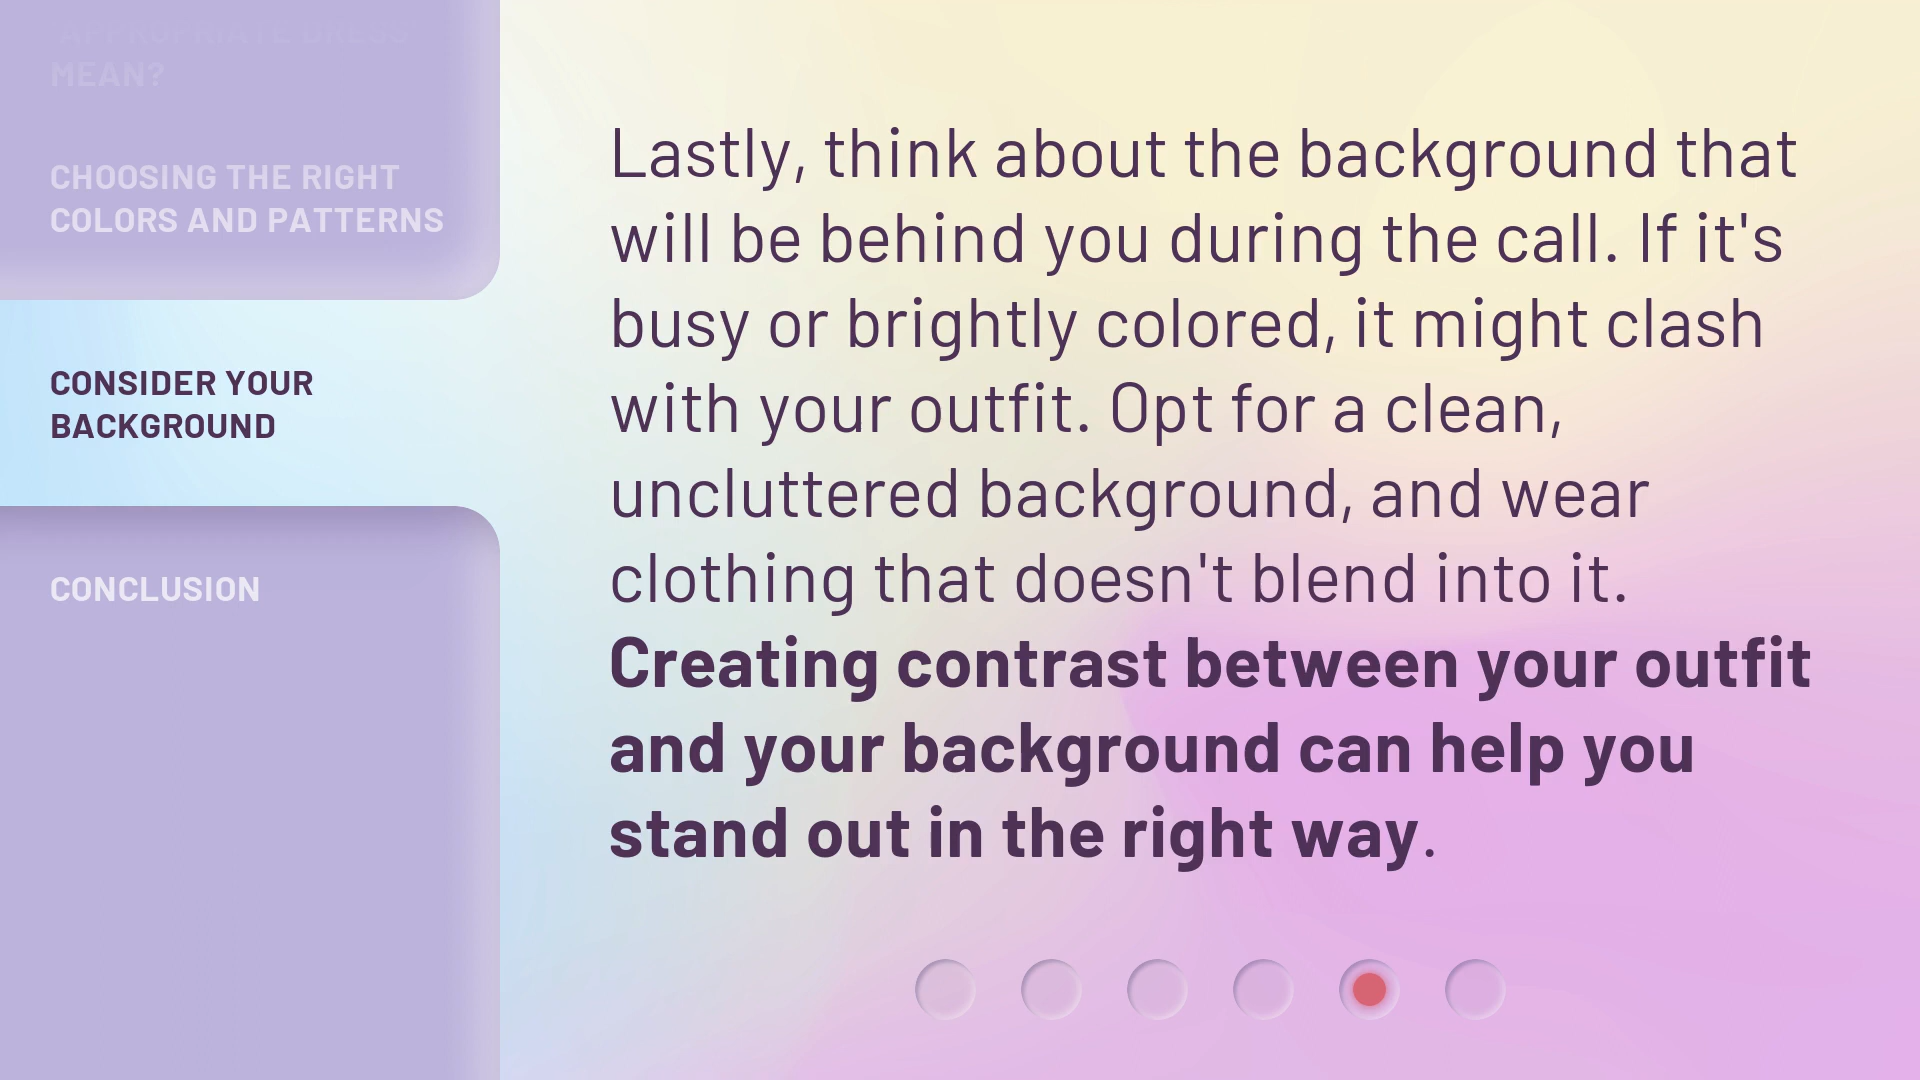 "APPROPRIATE DRESS"
MEAN?
CHOOSING THE RIGHT
COLORS AND PATTERNS
CONSIDER YOUR
BACKGROUND
CONCLUSION
Lastly, think about the background that
will be behind you during the call. If it's
busy or brightly colored, it might clash
with your outfit. Opt for a clean,
uncluttered background, and wear
clothing that doesn't blend into it.
Creating contrast between your outfit
and your background can help you
stand out in the right way.